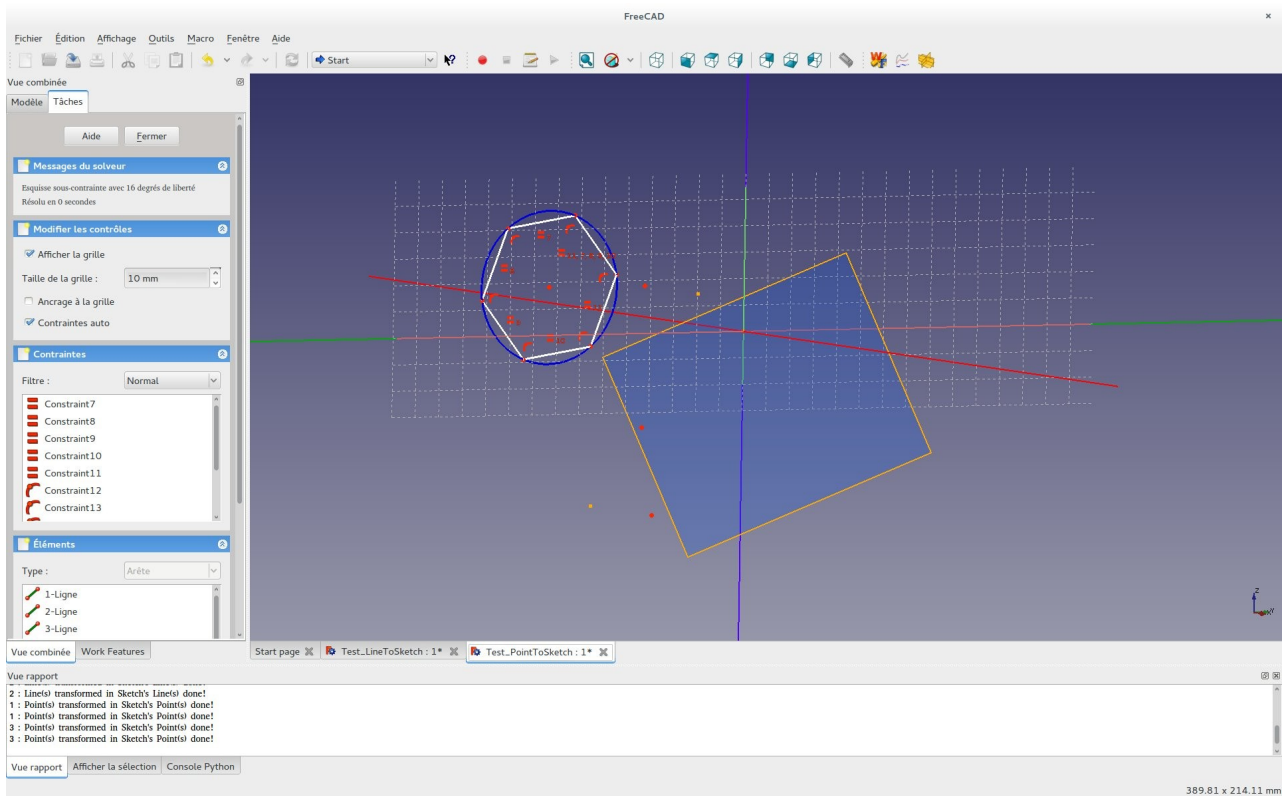 FreeCAD
×
Fichier Édition Affichage Outils Macro Fenêtre Aide
Start
Vue combinée
Modèle Tâches
Aide Fermer
Messages du solveur
Esquisse sous-contrainte avec 16 degrés de liberté
Résolu en 0 secondes
Modifier les contrôles
Afficher la grille
Taille de la grille : 10 mm
Ancrage à la grille
Contraintes auto
Contraintes
Filtre : Normal
Constraint7
Constraint8
Constraint9
Constraint10
Constraint11
Constraint12
Constraint13
Éléments
Type : Arête
1-Ligne
2-Ligne
3-Ligne
Z
Y
Vue combinée Work Features
Start page Test_LineToSketch : 1* Test_PointToSketch : 1*
Vue rapport
2 : Line(s) transformed in Sketch's Line(s) done!
1 : Point(s) transformed in Sketch's Point(s) done!
1 : Point(s) transformed in Sketch's Point(s) done!
3 : Point(s) transformed in Sketch's Point(s) done!
3 : Point(s) transformed in Sketch's Point(s) done!
Vue rapport Afficher la sélection Console Python
389.81 x 214.11 mm